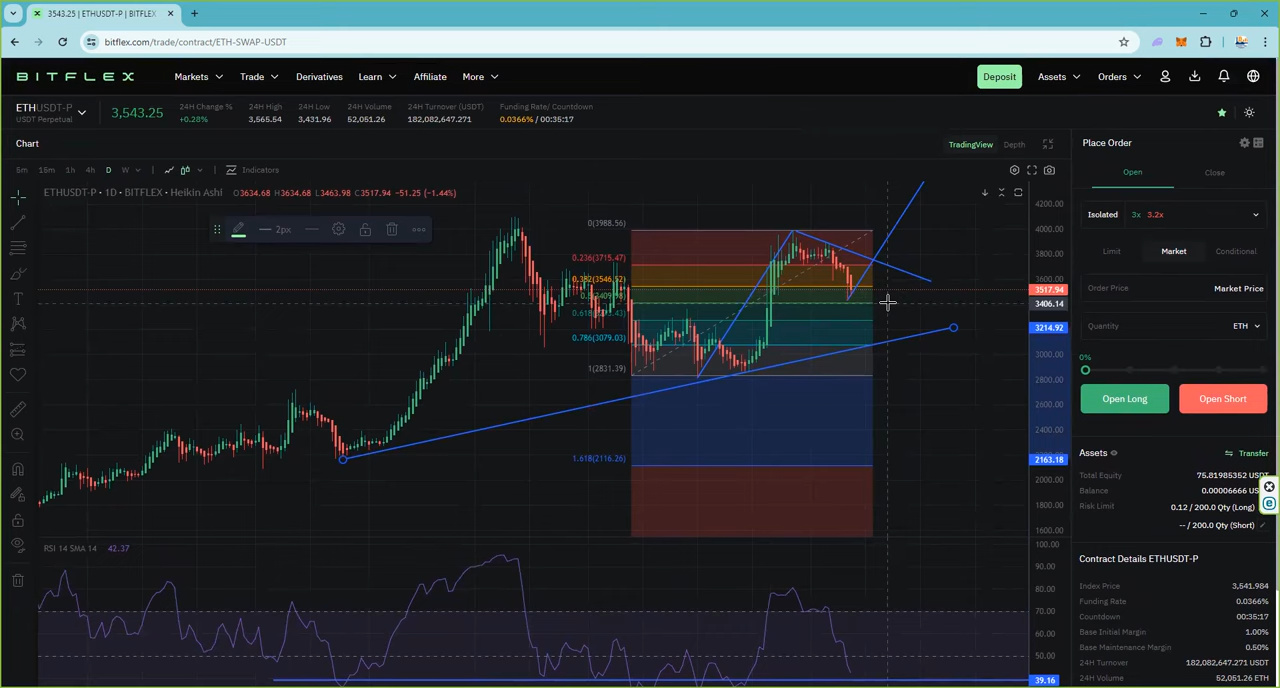 3543.25 | ETHUSDT-P | BITFLEX
bitflex.com/trade/contract/ETH-SWAP-USDT
BITFLEX
Markets Trade Derivatives Learn Affiliate More
Deposit Assets Orders
ETHUSDT-P
USDT Perpetual
3,543.25
24H Change %
+0.28%
24H High
3,565.54
24H Low
3,431.96
24H Volume
52,051.26
24H Turnover (USDT)
182,082,647.271
Funding Rate/ Countdown
0.0366% / 00:35:17
Chart
TradingView Depth
5m 15m 1h 4h D W
Indicators
ETHUSDT-P · 1D · BITFLEX · Heikin Ashi O3634.68 H3634.68 L3463.98 C3517.94 −51.25 (−1.44%)
2px
0(3988.56)
0.236(3715.47)
0.786(3079.03)
1(2831.39)
1.618(2116.26)
4200.00
4000.00
3800.00
3600.00
3517.94
3406.14
3214.92
3000.00
2800.00
2600.00
2400.00
2163.18
2000.00
1800.00
1600.00
RSI 14 SMA 14 42.37
100.00
90.00
80.00
70.00
60.00
50.00
39.16
Place Order
Open Close
Isolated 3x 3.2x
Limit Market Conditional
Order Price Market Price
Quantity ETH
0%
Open Long Open Short
Assets Transfer
Total Equity 75.81985352 USDT
Balance 0.00006666
Risk Limit 0.12 / 200.0 Qty (Long)
-- / 200.0 Qty (Short)
Contract Details ETHUSDT-P
Index Price 3,541.984
Funding Rate 0.0366%
Countdown 00:35:17
Base Initial Margin 1.00%
Base Maintenance Margin 0.50%
24H Turnover 182,082,647.271 USDT
24H Volume 52,051.26 ETH